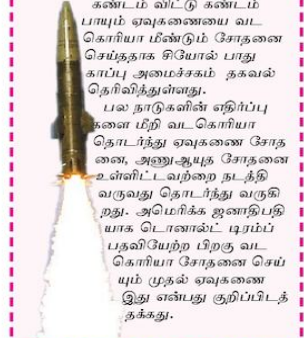 கண்டம் விட்டு கண்டம்
பாயும் ஏவுகணையை வட
கொரியா மீண்டும் சோதனை
செய்ததாக சியோல் பாது
காப்பு அமைச்சகம் தகவல்
தெரிவித்துள்ளது.
பல நாடுகளின் எதிர்ப்பு
களை மீறி வடகொரியா
தொடர்ந்து ஏவுகணை சோத
னை, அணுஆயுத சோதனை
உள்ளிட்டவற்றை நடத்தி
வருவது தொடர்ந்து வருகி
றது. அமெரிக்க ஜனாதிபதி
யாக டொனால்ட் டிரம்ப்
பதவியேற்ற பிறகு வட
கொரியா சோதனை செய்
யும் முதல் ஏவுகணை
இது என்பது குறிப்பிடத்
தக்கது.